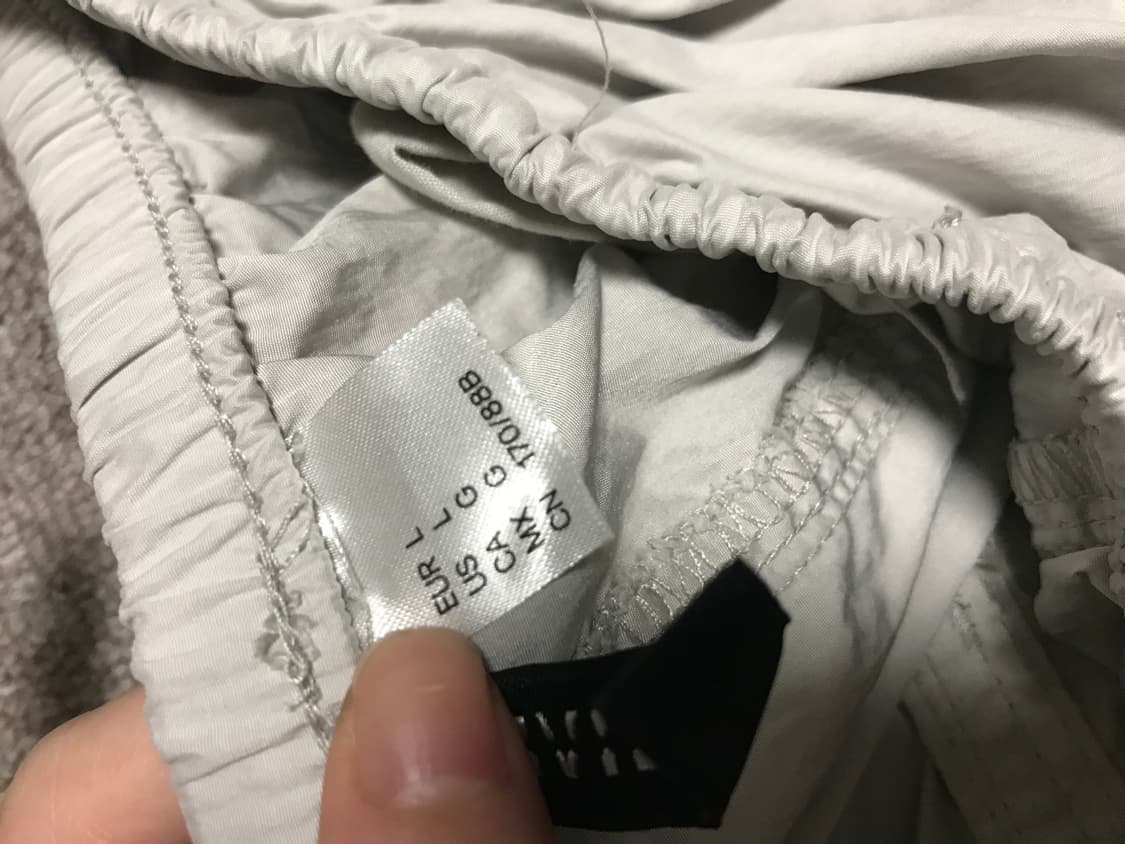 EUR L
US L
CA G
MX G
CN 170/88B